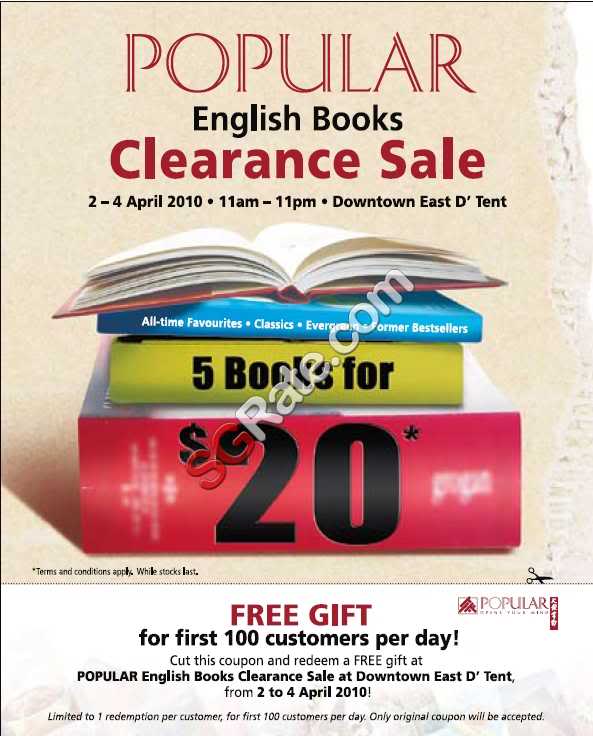 POPULAR
English Books
Clearance Sale
2 – 4 April 2010 • 11am – 11pm • Downtown East D' Tent
All-time Favourites • Classics • Evergreen • Former Bestsellers
5 Books for
$20*
SGRate.com
*Terms and conditions apply. While stocks last.
FREE GIFT
POPULAR
OPENS YOUR MIND
for first 100 customers per day!
Cut this coupon and redeem a FREE gift at
POPULAR English Books Clearance Sale at Downtown East D' Tent,
from 2 to 4 April 2010!
Limited to 1 redemption per customer, for first 100 customers per day. Only original coupon will be accepted.